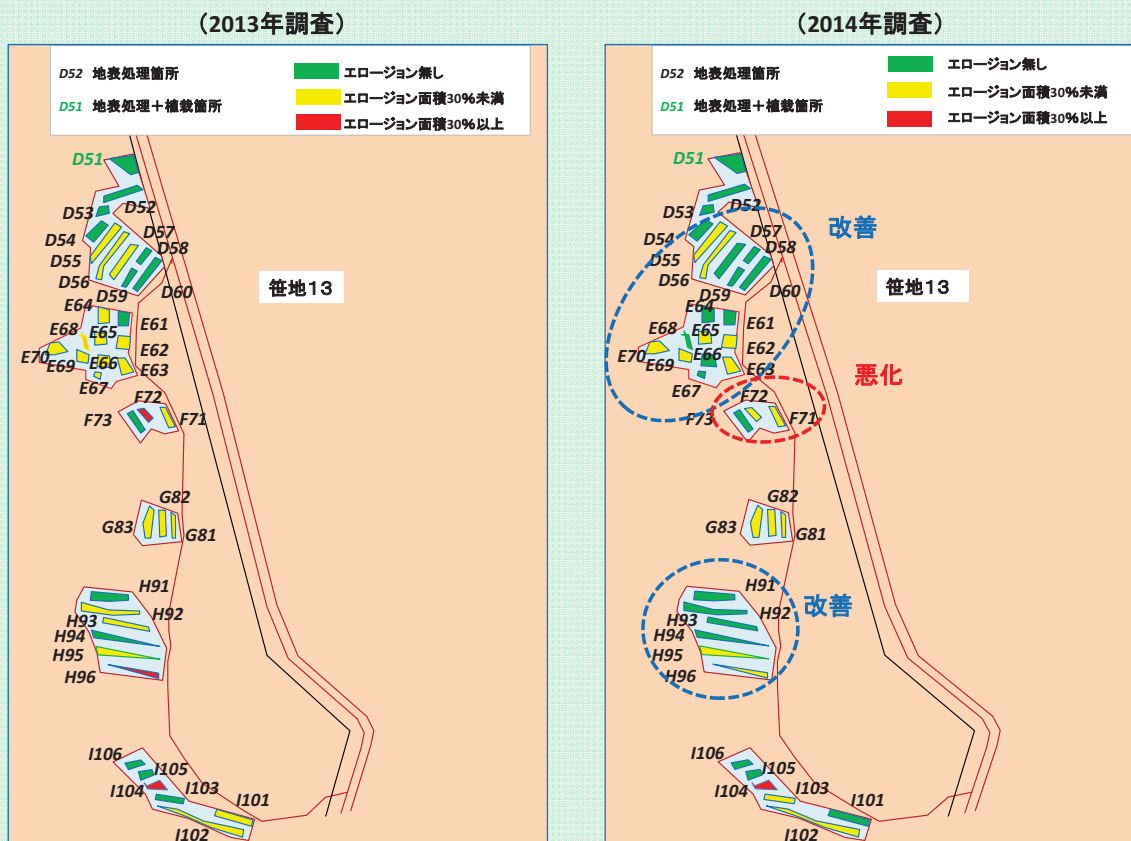 (2013年調査)
D52 地表処理箇所
D51 地表処理＋植栽箇所
エロージョン無し
エロージョン面積30%未満
エロージョン面積30%以上
D51
D52
D53
D57
D54
D58
D55
D56
D60
D59
笹地13
E64
E61
E68
E65
E62
E70
E69
E66
E63
E67
F72
F73
F71
G82
G83
G81
H91
H92
H93
H94
H95
H96
I106
I105
I104
I103
I101
I102
(2014年調査)
D52 地表処理箇所
D51 地表処理＋植栽箇所
エロージョン無し
エロージョン面積30%未満
エロージョン面積30%以上
D51
D52
D53
D57
改善
D54
D58
D55
D56
D60
D59
笹地13
E64
E61
E68
E65
E62
E70
E69
E66
E63
悪化
E67
F72
F73
F71
G82
G83
G81
H91
改善
H92
H93
H94
H95
H96
I106
I105
I104
I103
I101
I102